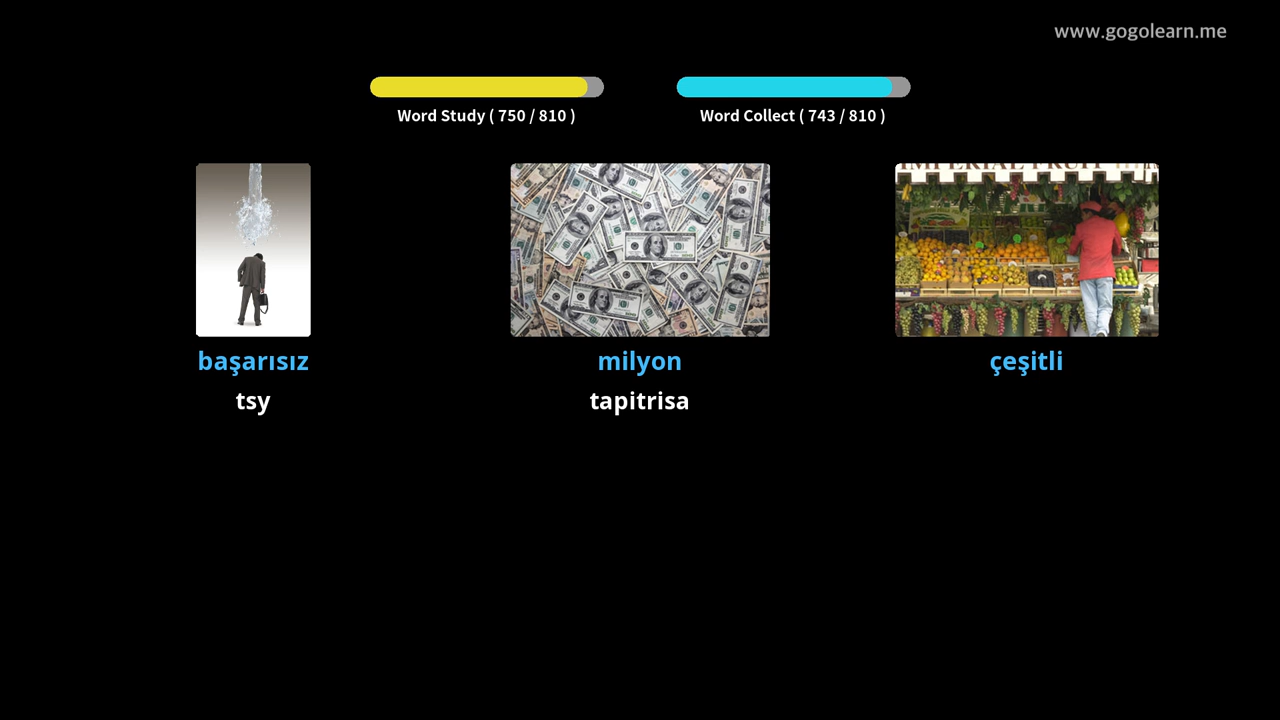 www.gogolearn.me
Word Study ( 750 / 810 )
Word Collect ( 743 / 810 )
başarısız
milyon
çeşitli
tsy
tapitrisa